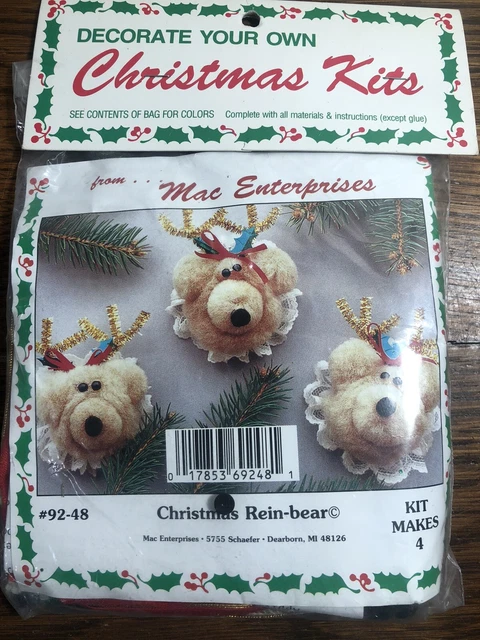 DECORATE YOUR OWN
Christmas Kits
SEE CONTENTS OF BAG FOR COLORS Complete with all materials & instructions (except glue)
from . . . Mac Enterprises
0 17853 69248 1
#92-48
Christmas Rein-bear©
KIT
MAKES
4
Mac Enterprises • 5755 Schaefer • Dearborn, MI 48126